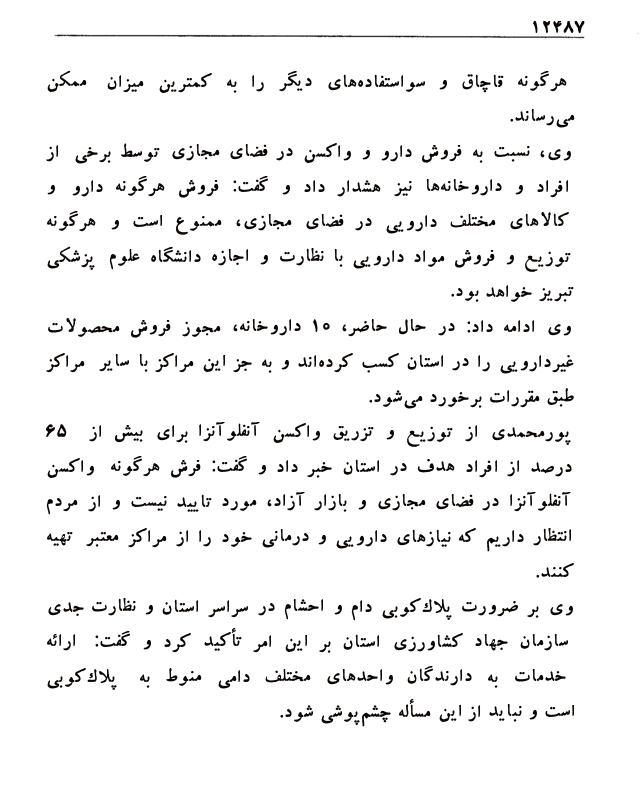 ۱۲۴۸۷
هرگونه قاچاق و سواستفاده‌های دیگر را به کمترین میزان ممکن
می‌رساند.
وی، نسبت به فروش دارو و واکسن در فضای مجازی توسط برخی از
افراد و داروخانه‌ها نیز هشدار داد و گفت: فروش هرگونه دارو و
کالاهای مختلف دارویی در فضای مجازی، ممنوع است و هرگونه
توزیع و فروش مواد دارویی با نظارت و اجازه دانشگاه علوم پزشکی
تبریز خواهد بود.
وی ادامه داد: در حال حاضر، ۱۰ داروخانه، مجوز فروش محصولات
غیردارویی را در استان کسب کرده‌اند و به جز این مراکز با سایر مراکز
طبق مقررات برخورد می‌شود.
پورمحمدی از توزیع و تزریق واکسن آنفلوآنزا برای بیش از ۶۵
درصد از افراد هدف در استان خبر داد و گفت: فرش هرگونه واکسن
آنفلوآنزا در فضای مجازی و بازار آزاد، مورد تایید نیست و از مردم
انتظار داریم که نیازهای دارویی و درمانی خود را از مراکز معتبر تهیه
کنند.
وی بر ضرورت پلاک‌کوبی دام و احشام در سراسر استان و نظارت جدی
سازمان جهاد کشاورزی استان بر این امر تأکید کرد و گفت: ارائه
خدمات به دارندگان واحدهای مختلف دامی منوط به پلاک‌کوبی
است و نباید از این مسأله چشم‌پوشی شود.